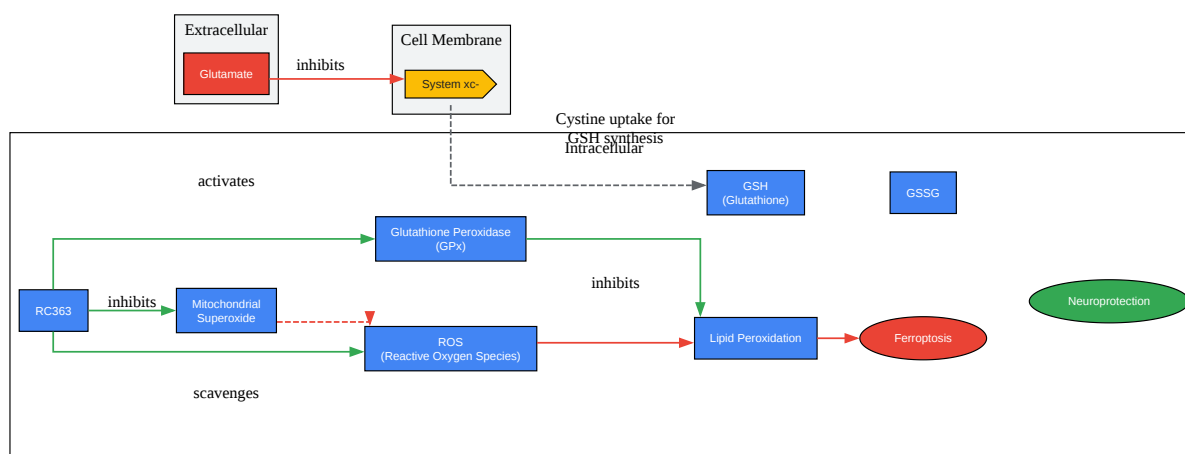 Extracellular
Glutamate
inhibits
Cell Membrane
System xc-
Cystine uptake for
GSH synthesis
Intracellular
activates
GSH
(Glutathione)
GSSG
Glutathione Peroxidase
(GPx)
inhibits
RC363
inhibits
Mitochondrial
Superoxide
Neuroprotection
ROS
(Reactive Oxygen Species)
Lipid Peroxidation
Ferroptosis
scavenges